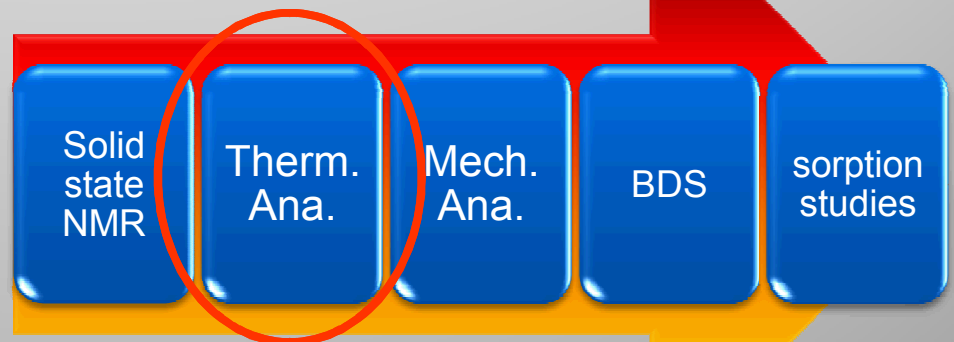 Solid
state
NMR
Therm.
Ana.
Mech.
Ana.
BDS
sorption
studies